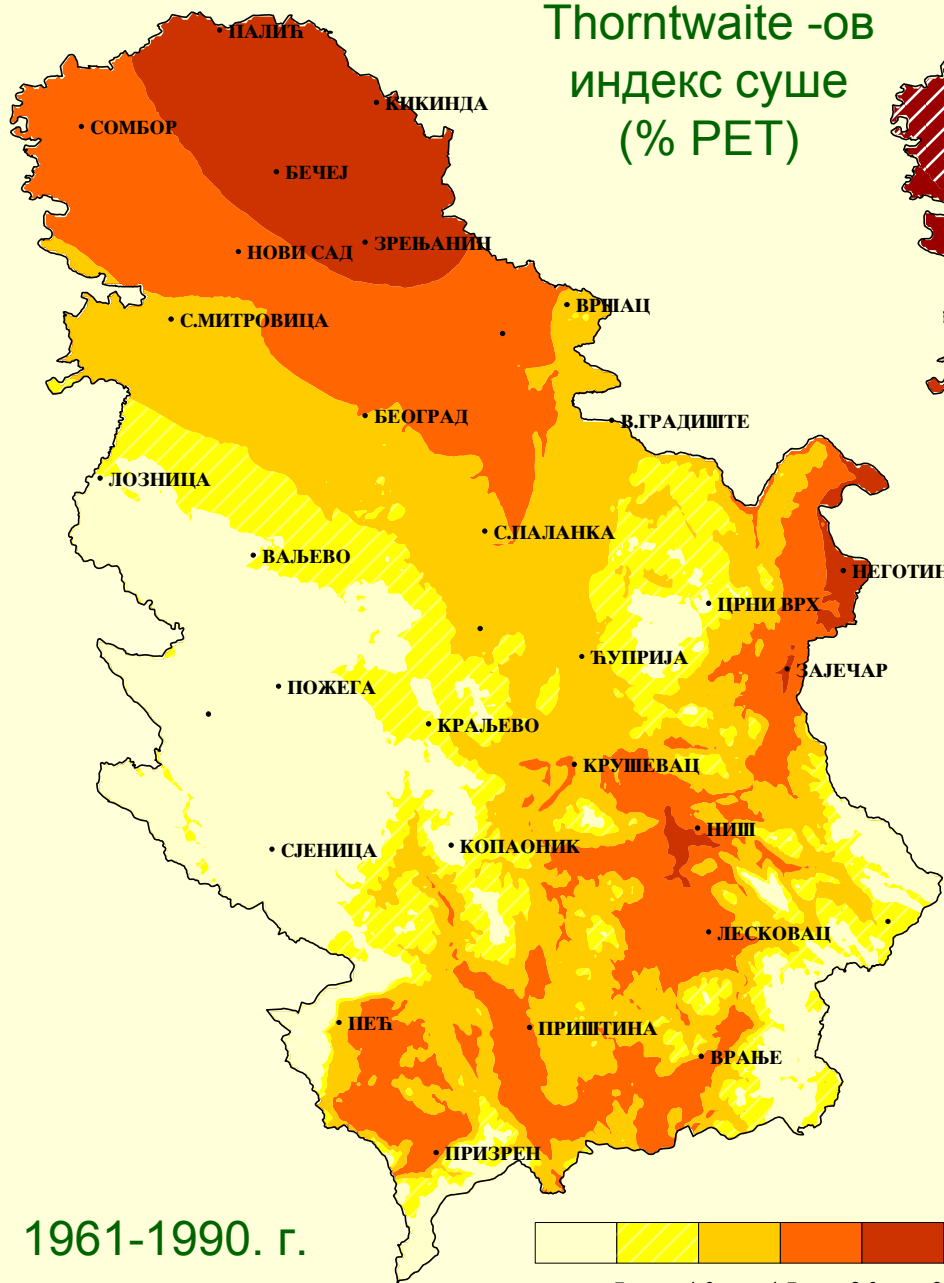 Thorntwaite -ов
индекс суше
(% PET)
ПАЛИЋ
КИКИНДА
СОМБОР
БЕЧЕЈ
ЗРЕЊАНИН
НОВИ САД
ВРШАЦ
С.МИТРОВИЦА
БЕОГРАД
В.ГРАДИШТЕ
ЛОЗНИЦА
С.ПАЛАНКА
ВАЉЕВО
НЕГОТИН
ЦРНИ ВРХ
ЋУПРИЈА
ЗАЈЕЧАР
ПОЖЕГА
КРАЉЕВО
КРУШЕВАЦ
НИШ
СЈЕНИЦА
КОПАОНИК
ЛЕСКОВАЦ
ПЕЋ
ПРИШТИНА
ВРАЊЕ
ПРИЗРЕН
1961-1990. г.